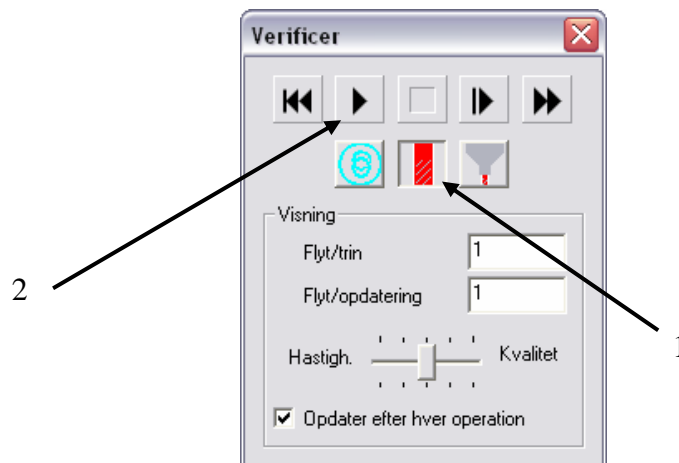 Verificer
Visning
Flyt/trin 1
Flyt/opdatering 1
2
Hastigh. Kvalitet
1
Opdater efter hver operation